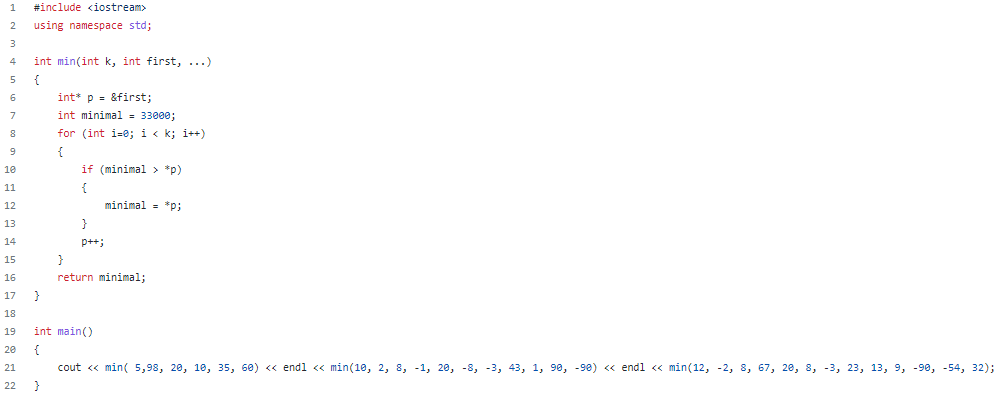 1 #include <iostream>
2 using namespace std;
3
4 int min(int k, int first, ...)
5 {
6     int* p = &first;
7     int minimal = 33000;
8     for (int i=0; i < k; i++)
9     {
10         if (minimal > *p)
11         {
12             minimal = *p;
13         }
14         p++;
15     }
16     return minimal;
17 }
18
19 int main()
20 {
21     cout << min( 5,98, 20, 10, 35, 60) << endl << min(10, 2, 8, -1, 20, -8, -3, 43, 1, 90, -90) << endl << min(12, -2, 8, 67, 20, 8, -3, 23, 13, 9, -90, -54, 32);
22 }